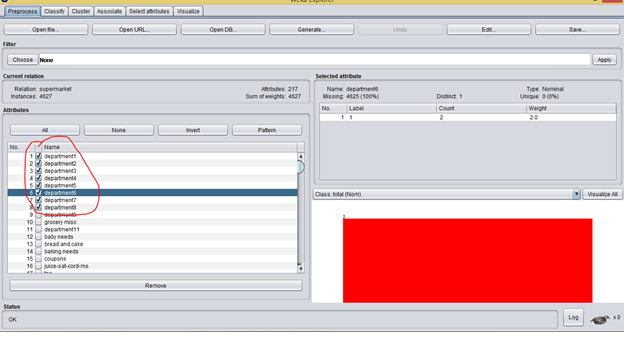 Weka Explorer
Preprocess Classify Cluster Associate Select attributes Visualize
Open file... Open URL... Open DB... Generate... Undo Edit... Save...
Filter
Choose None Apply
Current relation
Relation: supermarket Attributes: 217
Instances: 4627 Sum of weights: 4627
Selected attribute
Name: department6 Type: Nominal
Missing: 4625 (100%) Distinct: 1 Unique: 0 (0%)
No. Label Count Weight
1 1 2 2.0
Attributes
All None Invert Pattern
No. Name
1 department1
2 department2
3 department3
4 department4
5 department5
6 department6
7 department7
8 department8
9 department9
10 grocery misc
11 department11
12 baby needs
13 bread and cake
14 baking needs
15 coupons
16 juice-sat-cord-ms
Remove
Class: total (Nom) Visualize All
2
Status
OK
Log x 0